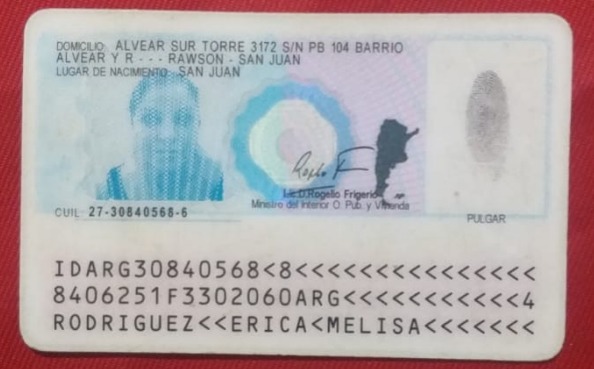 DOMICILIO: ALVEAR SUR TORRE 3172 S/N PB 104 BARRIO
ALVEAR Y R - - - RAWSON - SAN JUAN
LUGAR DE NACIMIENTO: SAN JUAN
Lic.D.Rogelio Frigerio
Ministro del Interior O. Pub. y Vivienda
CUIL: 27-30840568-6
PULGAR
IDARG30840568<8<<<<<<<<<<<<<<<
8406251F3302060ARG<<<<<<<<<<<4
RODRIGUEZ<<ERICA<MELISA<<<<<<<